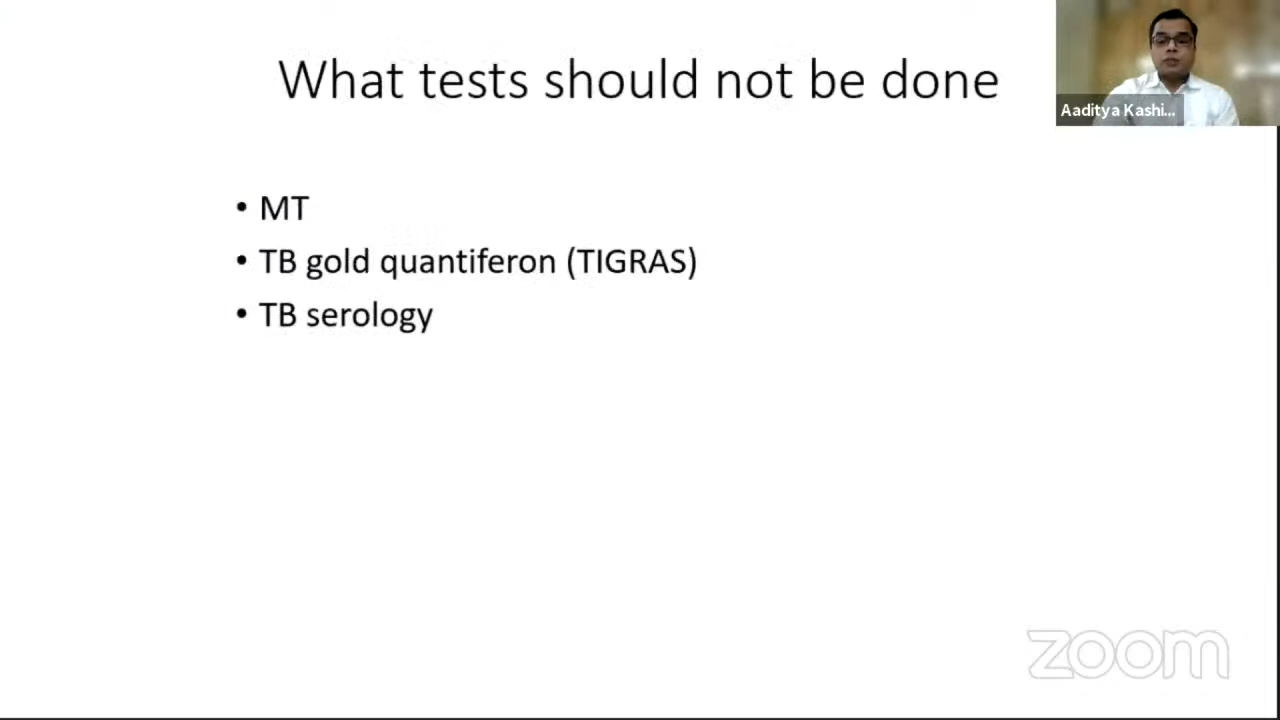 What tests should not be done
Aaditya Kashi...
• MT
• TB gold quantiferon (TIGRAS)
• TB serology
zoom